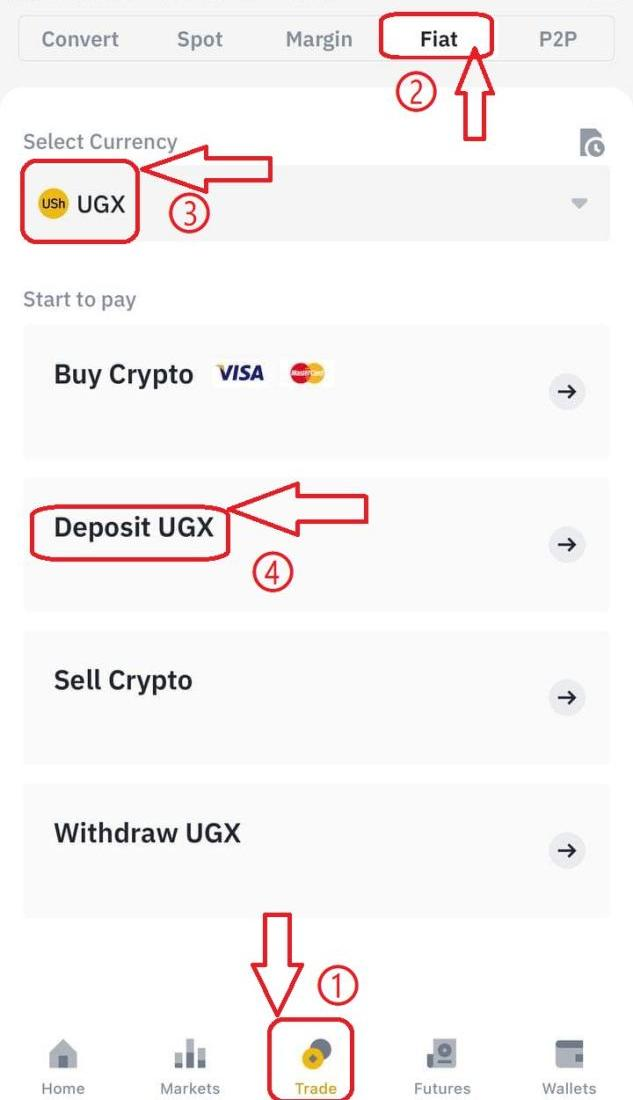 Convert Spot Margin Fiat P2P
②
Select Currency
USh UGX
③
Start to pay
Buy Crypto VISA MasterCard
Deposit UGX
④
Sell Crypto
Withdraw UGX
①
Home Markets Trade Futures Wallets